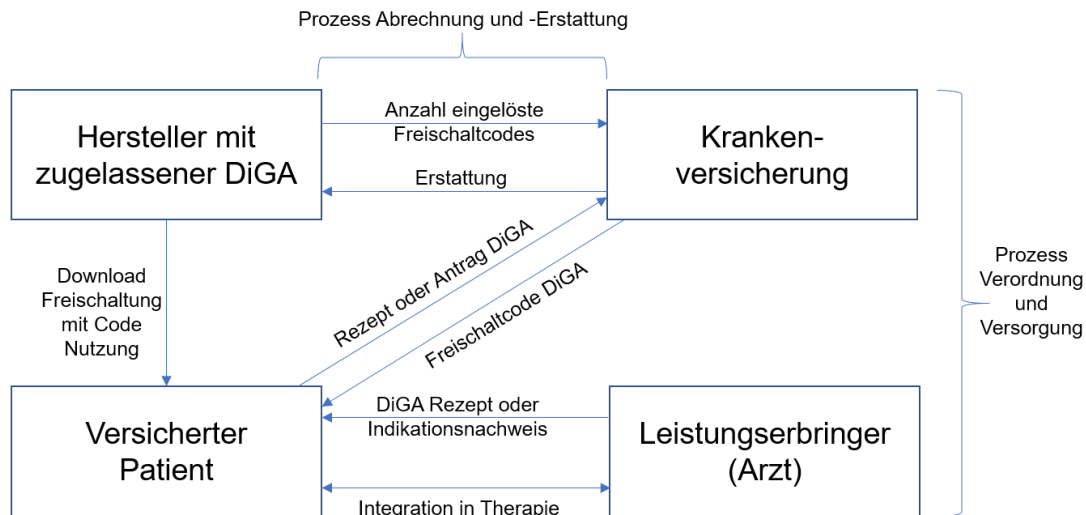 Prozess Abrechnung und -Erstattung
Hersteller mit
zugelassener DiGA
Anzahl eingelöste
Freischaltcodes
Erstattung
Kranken-
versicherung
Download
Freischaltung
mit Code
Nutzung
Rezept oder Antrag DiGA
Freischaltcode DiGA
Prozess
Verordnung
und
Versorgung
Versicherter
Patient
DiGA Rezept oder
Indikationsnachweis
Integration in Therapie
Leistungserbringer
(Arzt)